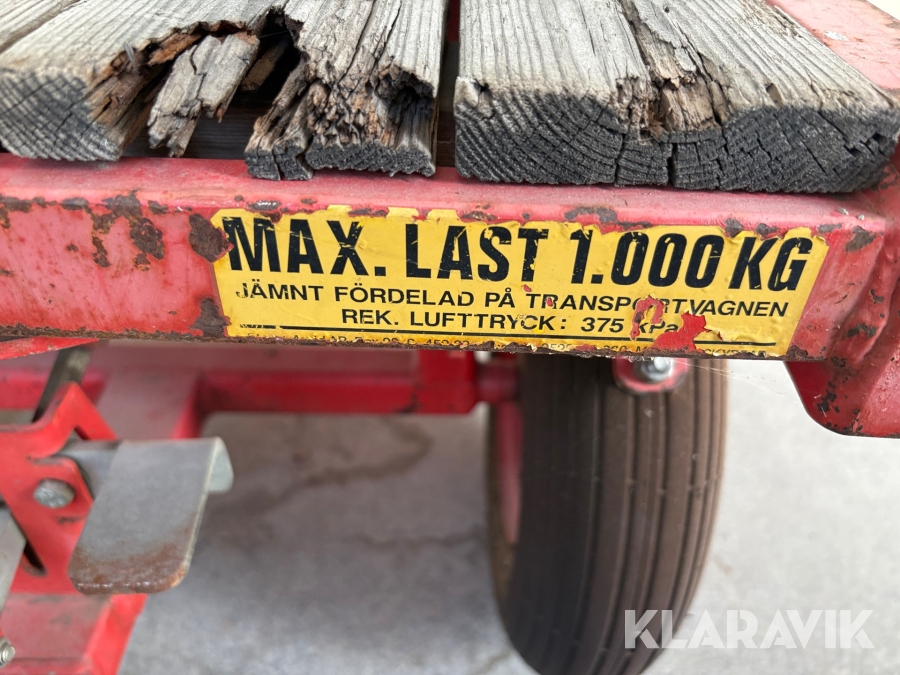 MAX. LAST 1.000 KG
JÄMNT FÖRDELAD PÅ TRANSPORTVAGNEN
REK. LUFTTRYCK: 375 kPa
KLARAVIK